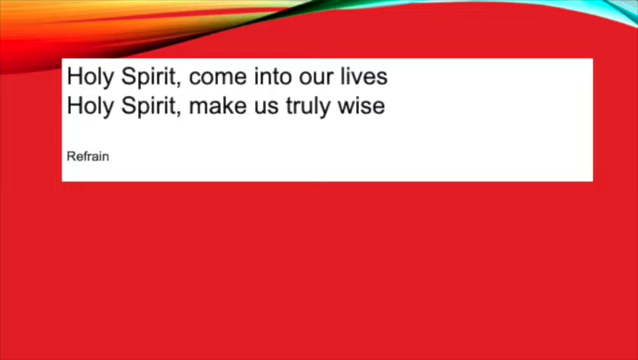 Holy Spirit, come into our lives
Holy Spirit, make us truly wise
Refrain